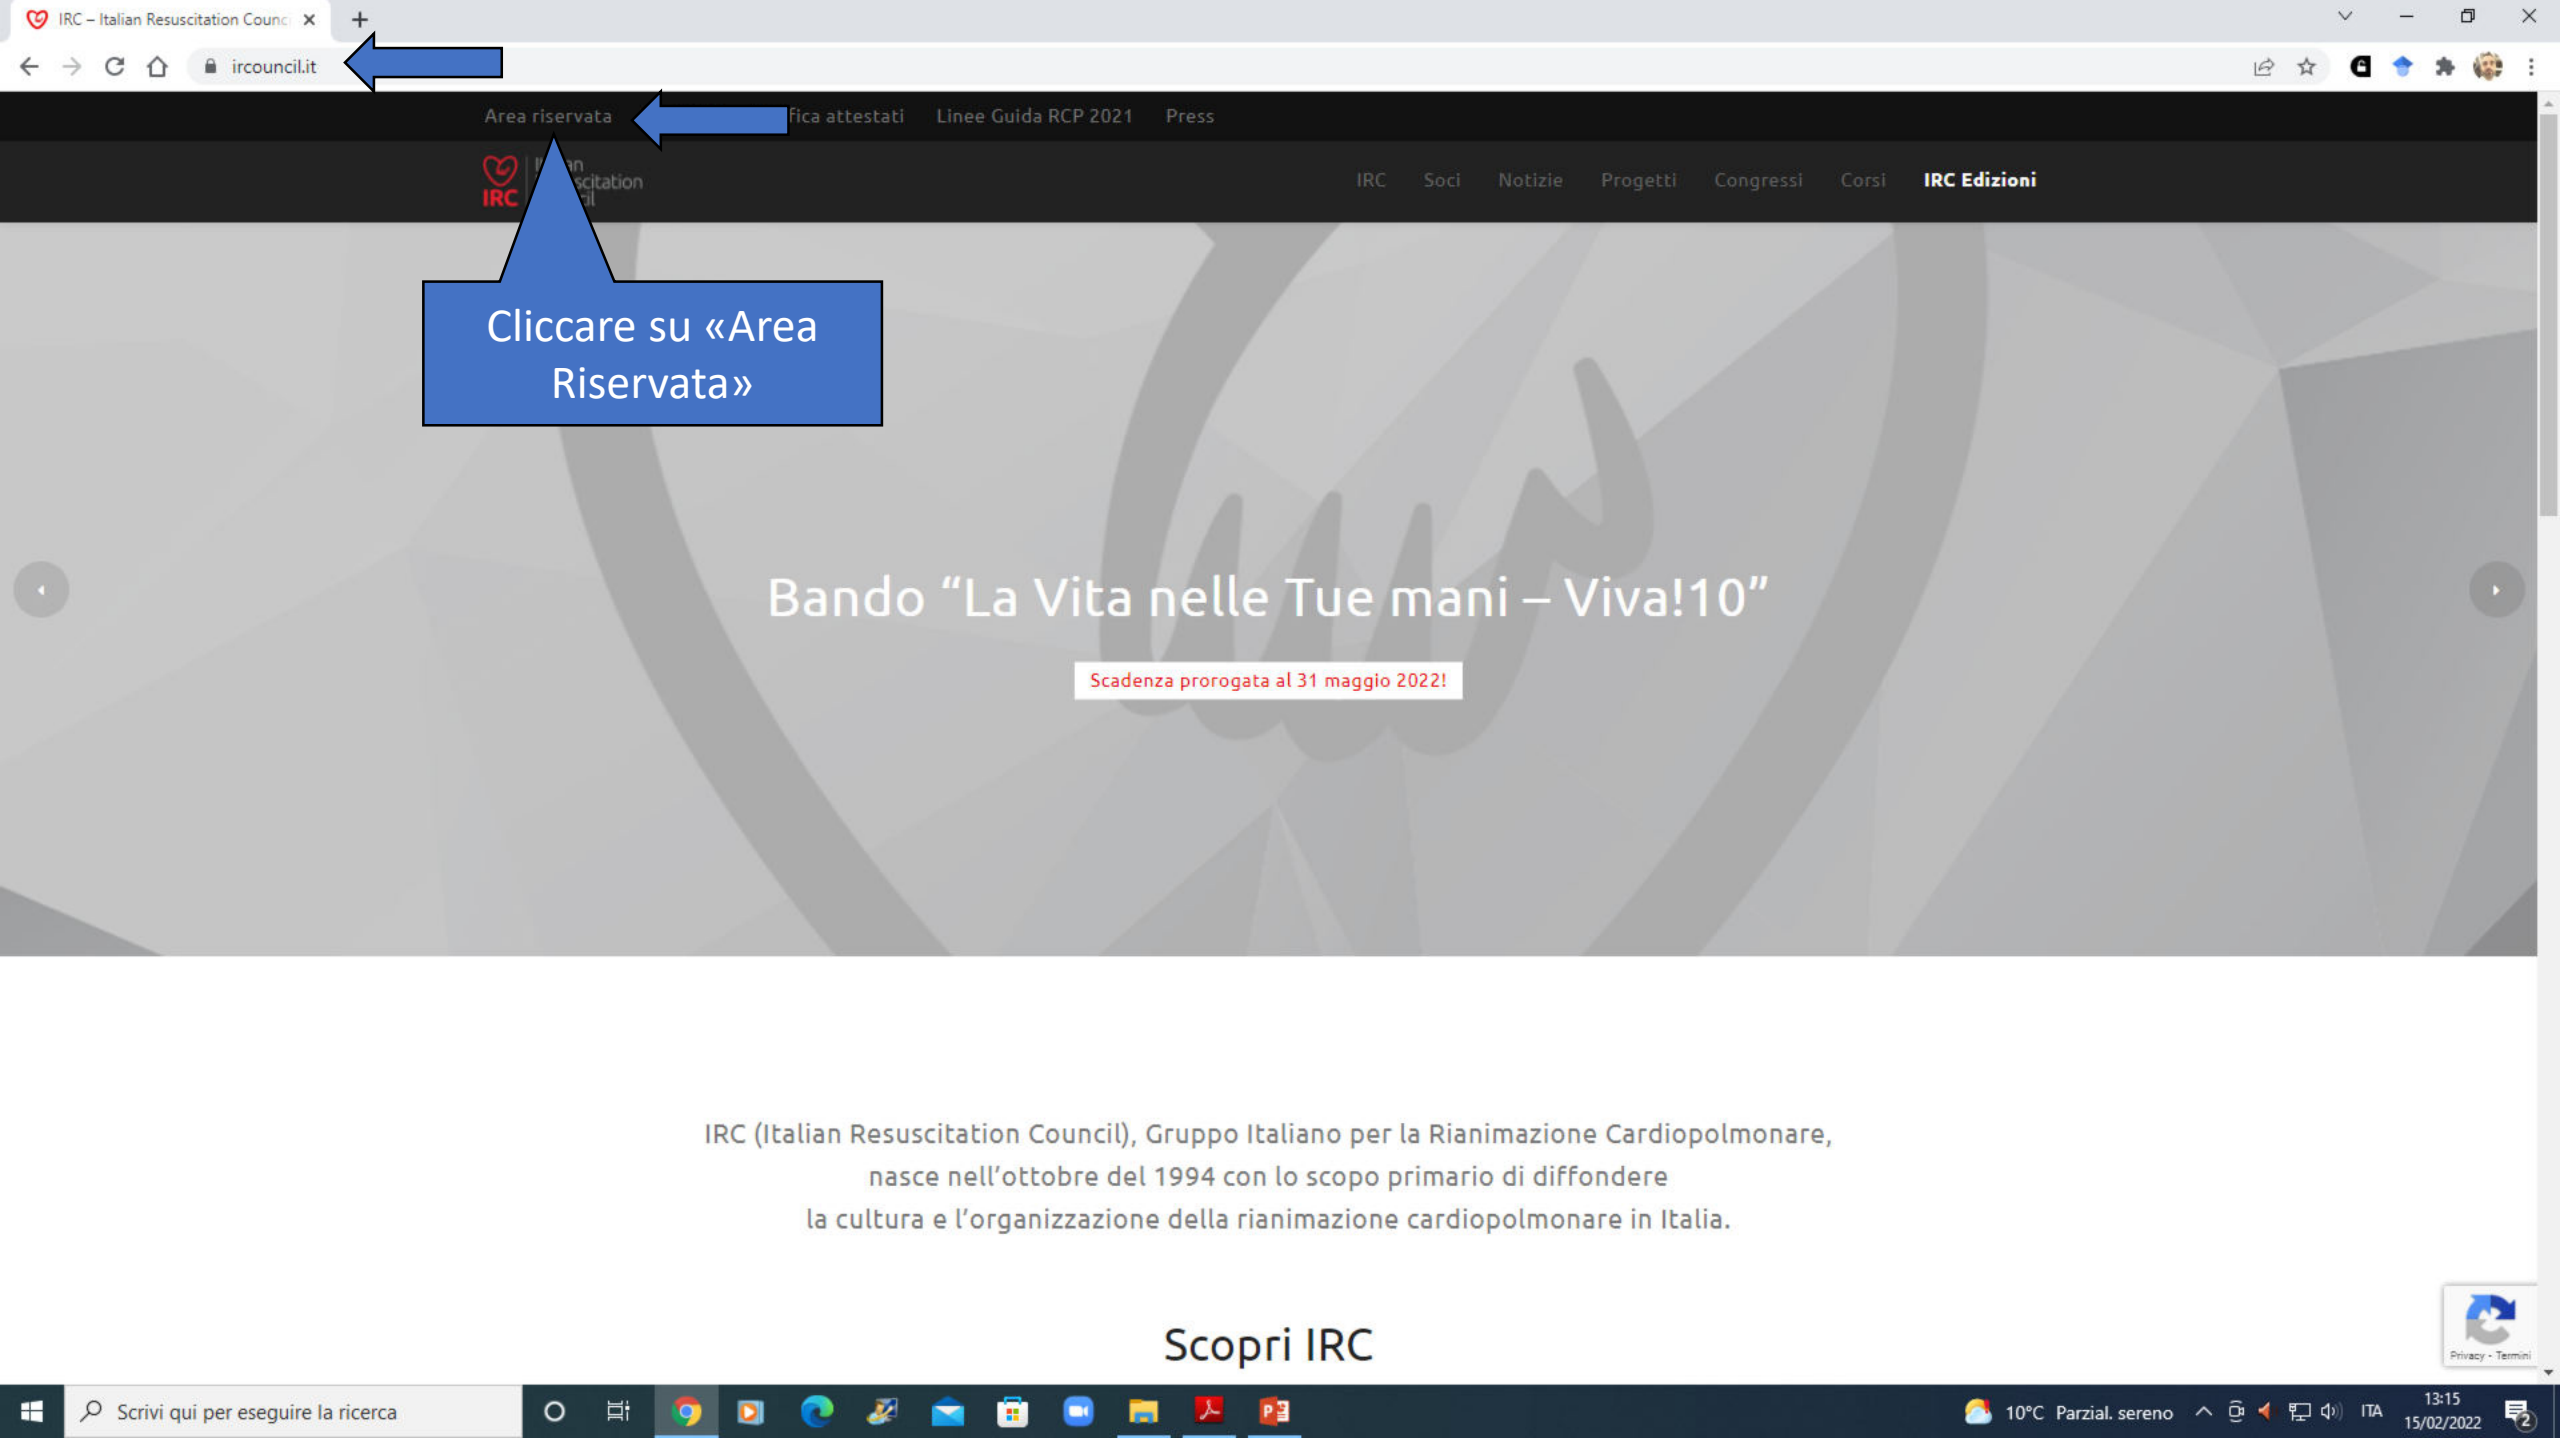 IRC – Italian Resuscitation Counc
ircouncil.it
Area riservata
fica attestati
Linee Guida RCP 2021
Press
IRC
scitation
IRC
Soci
Notizie
Progetti
Congressi
Corsi
IRC Edizioni
Cliccare su «Area
Riservata»
Bando “La Vita nelle Tue mani – Viva!10”
Scadenza prorogata al 31 maggio 2022!
IRC (Italian Resuscitation Council), Gruppo Italiano per la Rianimazione Cardiopolmonare,
nasce nell’ottobre del 1994 con lo scopo primario di diffondere
la cultura e l’organizzazione della rianimazione cardiopolmonare in Italia.
Scopri IRC
Privacy - Termini
Scrivi qui per eseguire la ricerca
10°C Parzial. sereno
ITA
13:15
15/02/2022
2